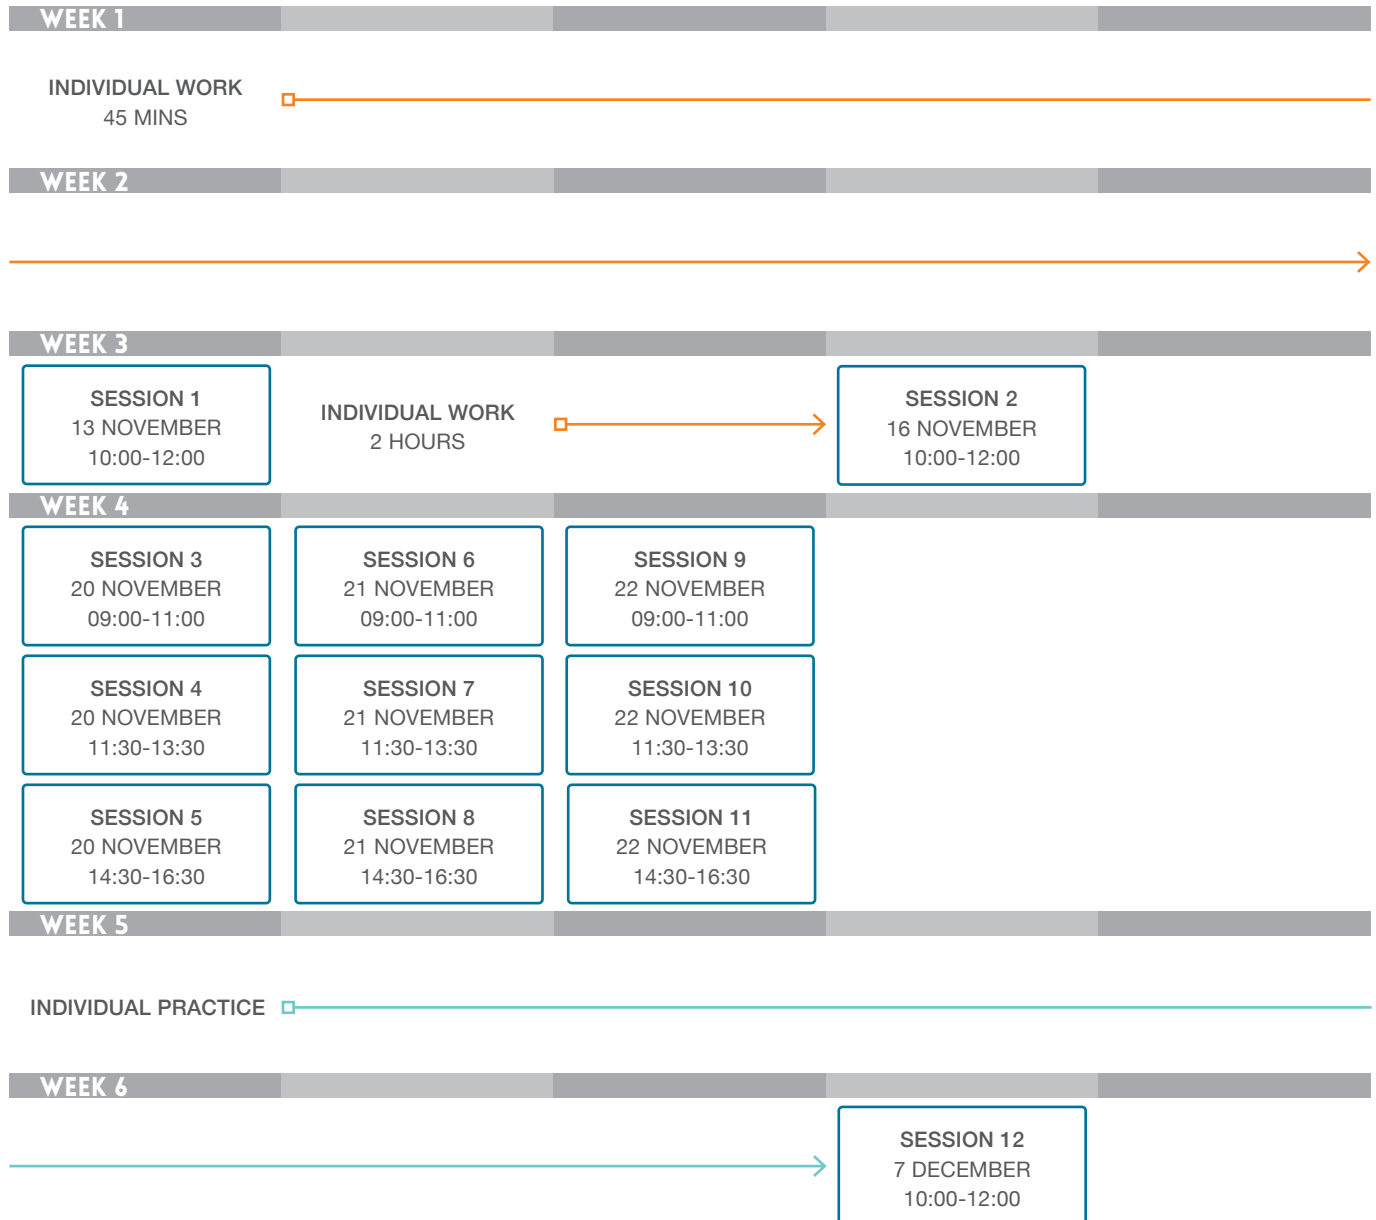 WEEK 1
INDIVIDUAL WORK
45 MINS
WEEK 2
WEEK 3
SESSION 1
13 NOVEMBER
10:00-12:00
INDIVIDUAL WORK
2 HOURS
SESSION 2
16 NOVEMBER
10:00-12:00
WEEK 4
SESSION 3
20 NOVEMBER
09:00-11:00
SESSION 6
21 NOVEMBER
09:00-11:00
SESSION 9
22 NOVEMBER
09:00-11:00
SESSION 4
20 NOVEMBER
11:30-13:30
SESSION 7
21 NOVEMBER
11:30-13:30
SESSION 10
22 NOVEMBER
11:30-13:30
SESSION 5
20 NOVEMBER
14:30-16:30
SESSION 8
21 NOVEMBER
14:30-16:30
SESSION 11
22 NOVEMBER
14:30-16:30
WEEK 5
INDIVIDUAL PRACTICE
WEEK 6
SESSION 12
7 DECEMBER
10:00-12:00